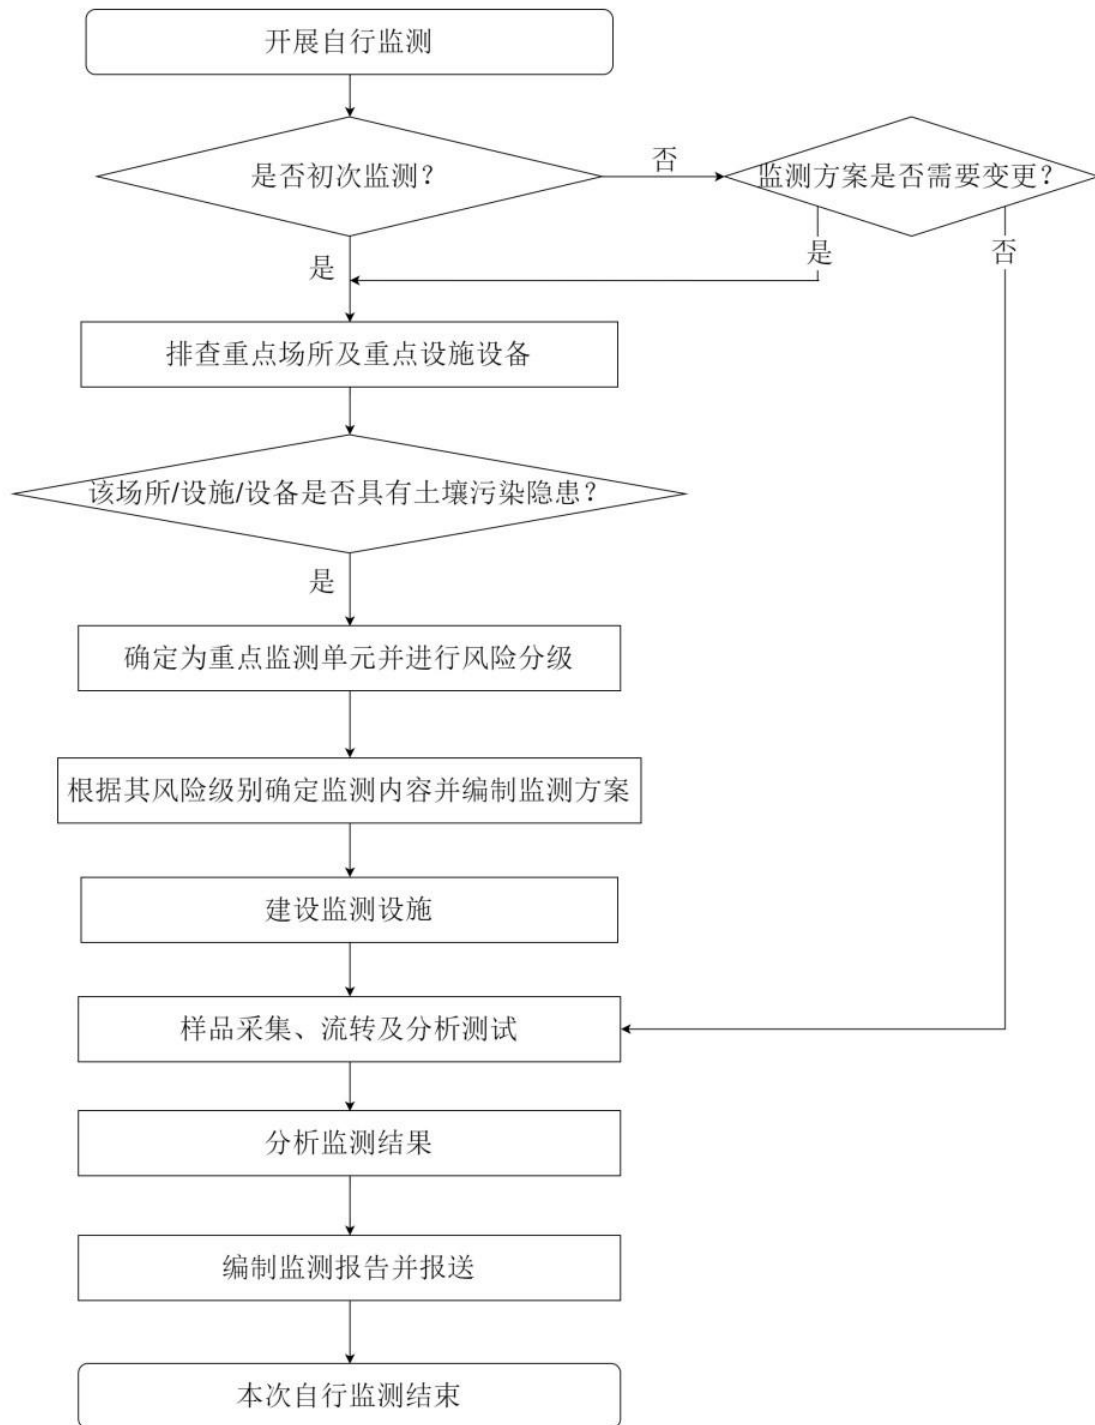 开展自行监测
是否初次监测？
否
监测方案是否需要变更？
是
是
否
排查重点场所及重点设施设备
该场所/设施/设备是否具有土壤污染隐患？
是
确定为重点监测单元并进行风险分级
根据其风险级别确定监测内容并编制监测方案
建设监测设施
样品采集、流转及分析测试
分析监测结果
编制监测报告并报送
本次自行监测结束